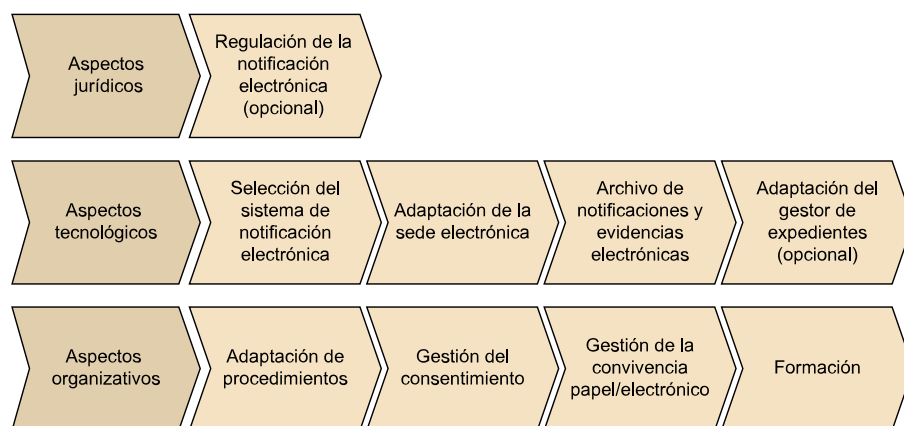 Aspectos
jurídicos
Regulación de la
notificación
electrónica
(opcional)
Aspectos
tecnológicos
Selección del
sistema de
notificación
electrónica
Adaptación de la
sede electrónica
Archivo de
notificaciones y
evidencias
electrónicas
Adaptación del
gestor de
expedientes
(opcional)
Aspectos
organizativos
Adaptación de
procedimientos
Gestión del
consentimiento
Gestión de la
convivencia
papel/electrónico
Formación